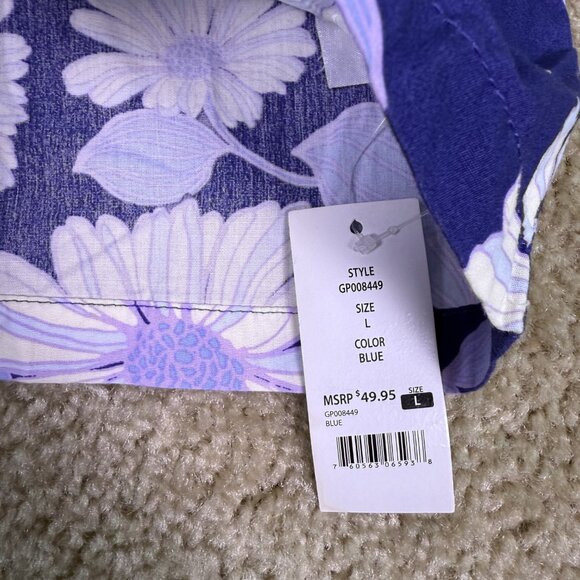 STYLE
GP008449
SIZE
L
COLOR
BLUE
MSRP $49.95 SIZE L
GP008449
BLUE
7 60563 06593 8